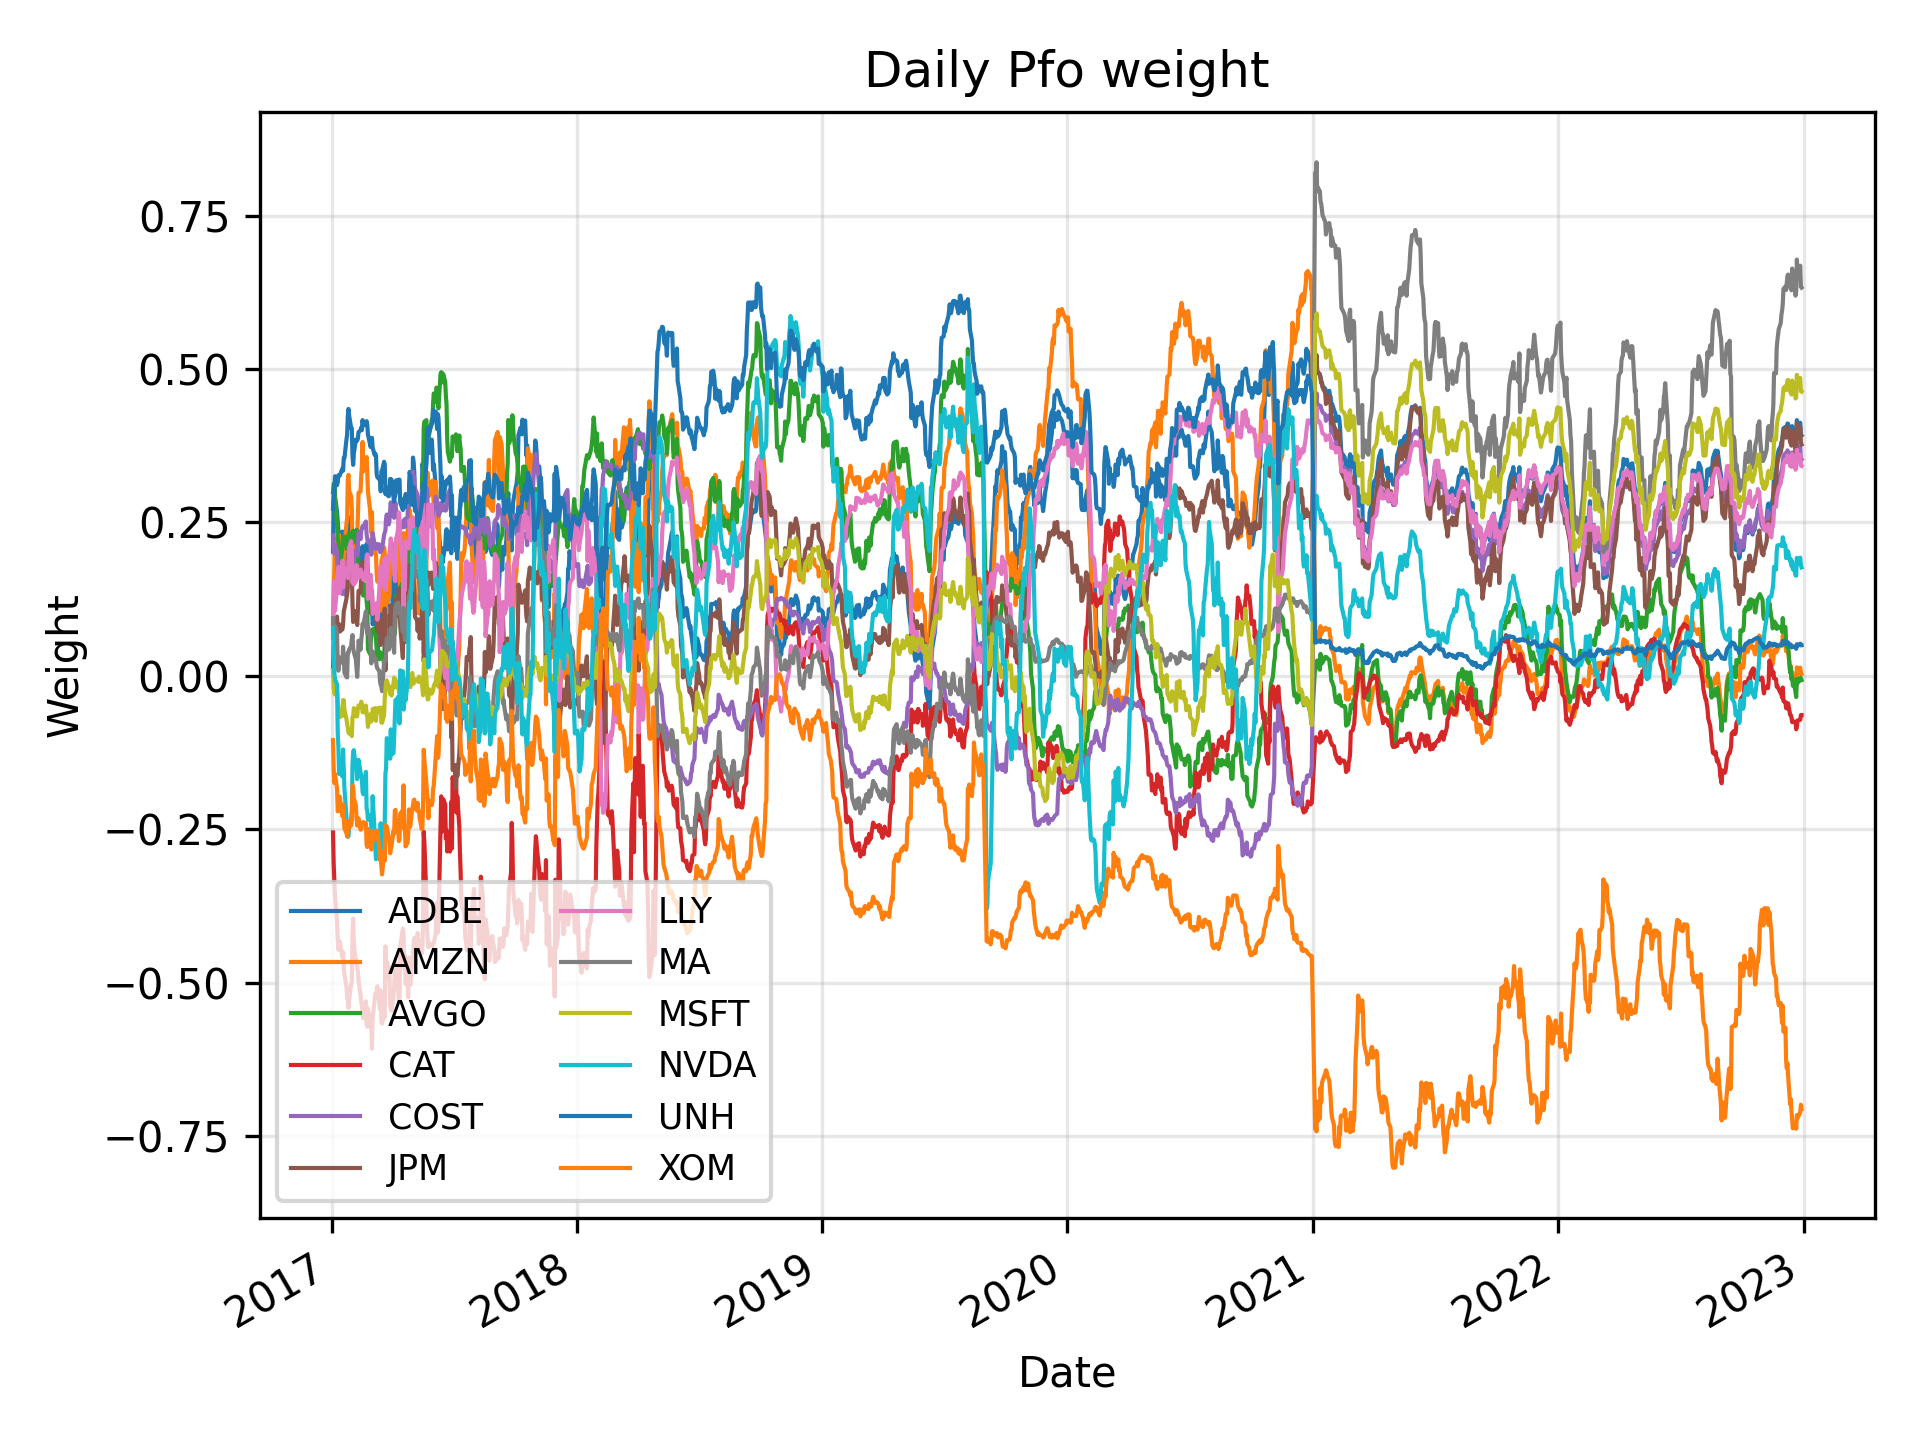 Daily Pfo weight
0.75
0.50
0.25
0.00
−0.25
−0.50
−0.75
Weight
ADBE
AMZN
AVGO
CAT
COST
JPM
LLY
MA
MSFT
NVDA
UNH
XOM
2017
2018
2019
2020
2021
2022
2023
Date